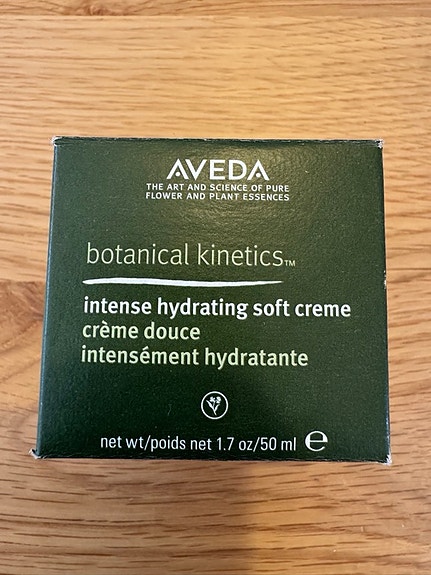 AVEDA
THE ART AND SCIENCE OF PURE
FLOWER AND PLANT ESSENCES
botanical kinetics™
intense hydrating soft creme
crème douce
intensément hydratante
net wt/poids net 1.7 oz/50 ml ℮